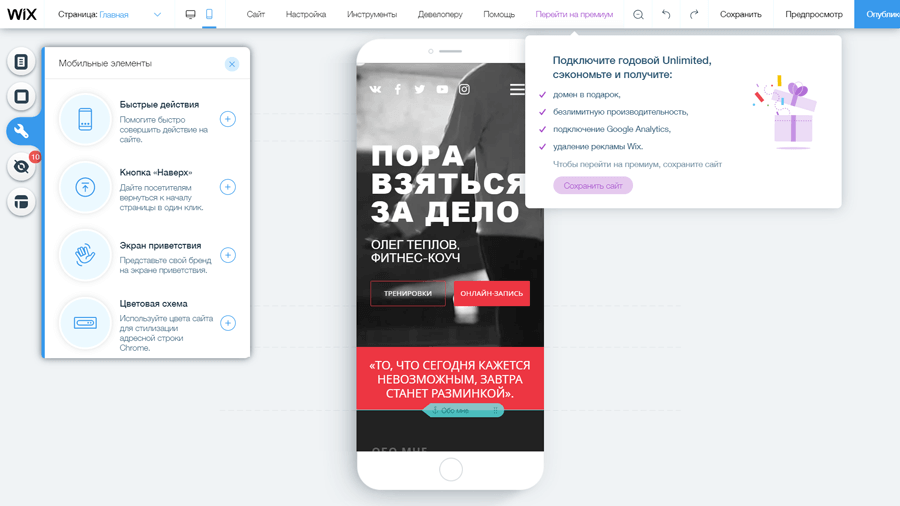 WiX
Страница: Главная
Сайт
Настройка
Инструменты
Девелоперу
Помощь
Перейти на премиум
Сохранить
Предпросмотр
Опублик
Мобильные элементы
Быстрые действия
Помогите быстро
совершить действие на
сайте.
10
Кнопка «Наверх»
Дайте посетителям
вернуться к началу
страницы в один клик.
Экран приветствия
Представьте свой бренд
на экране приветствия.
Цветовая схема
Используйте цвета сайта
для стилизации
адресной строки
Chrome.
ПОРА
ВЗЯТЬСЯ
ЗА ДЕЛО
ОЛЕГ ТЕПЛОВ,
ФИТНЕС-КОУЧ
ТРЕНИРОВКИ
ОНЛАЙН-ЗАПИСЬ
«ТО, ЧТО СЕГОДНЯ КАЖЕТСЯ
НЕВОЗМОЖНЫМ, ЗАВТРА
СТАНЕТ РАЗМИНКОЙ».
Обо мне
ОБО МНЕ
Подключите годовой Unlimited,
сэкономьте и получите:
домен в подарок,
безлимитную производительность,
подключение Google Analytics,
удаление рекламы Wix.
Чтобы перейти на премиум, сохраните сайт
Сохранить сайт